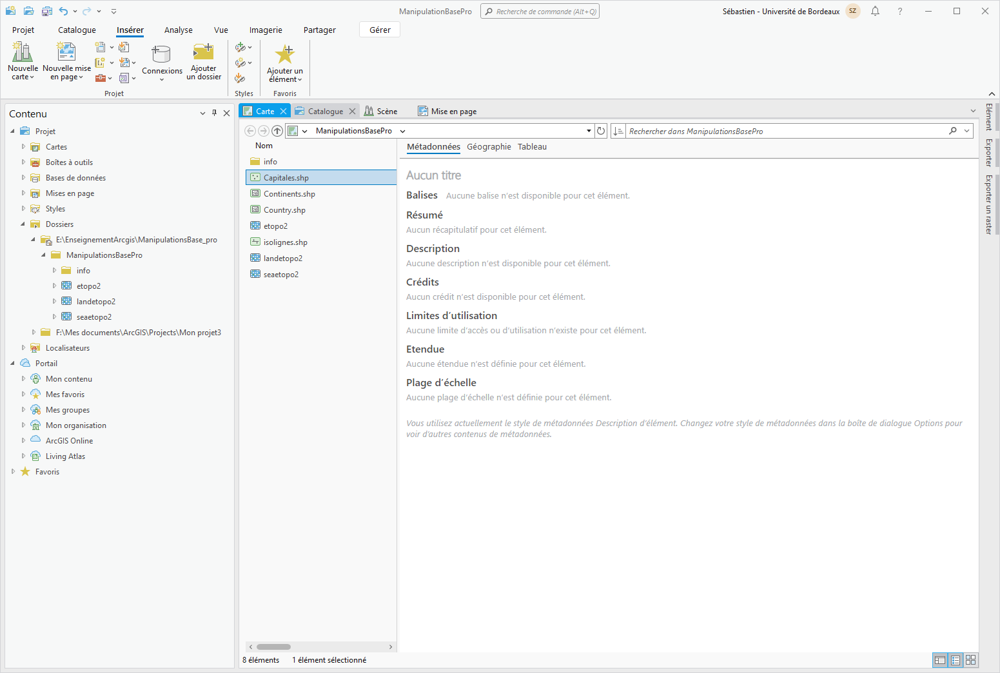 ManipulationBasePro
Recherche de commande (Alt+Q)
Sébastien - Université de Bordeaux
SZ
?
Projet
Catalogue
Insérer
Analyse
Vue
Imagerie
Partager
Gérer
Nouvelle
carte
Nouvelle mise
en page
Connexions
Ajouter
un dossier
Ajouter un
élément
Projet
Styles
Favoris
Contenu
Projet
Cartes
Boîtes à outils
Bases de données
Mises en page
Styles
Dossiers
E:\EnseignementArcgis\ManipulationsBase_pro
ManipulationsBasePro
info
etopo2
landetopo2
seaetopo2
F:\Mes documents\ArcGIS\Projects\Mon projet3
Localisateurs
Portail
Mon contenu
Mes favoris
Mes groupes
Mon organisation
ArcGIS Online
Living Atlas
Favoris
Carte
Catalogue
Scène
Mise en page
ManipulationsBasePro
Rechercher dans ManipulationsBasePro
Nom
info
Capitales.shp
Continents.shp
Country.shp
etopo2
isolignes.shp
landetopo2
seaetopo2
Métadonnées
Géographie
Tableau
Aucun titre
Balises Aucune balise n'est disponible pour cet élément.
Résumé
Aucun récapitulatif pour cet élément.
Description
Aucune description n'est disponible pour cet élément.
Crédits
Aucun crédit n'est disponible pour cet élément.
Limites d'utilisation
Aucune limite d'accès ou d'utilisation n'existe pour cet élément.
Etendue
Aucune étendue n'est définie pour cet élément.
Plage d'échelle
Aucune plage d'échelle n'est définie pour cet élément.
Vous utilisez actuellement le style de métadonnées Description d'élément. Changez votre style de métadonnées dans la boîte de dialogue Options pour
voir d'autres contenus de métadonnées.
8 éléments
1 élément sélectionné
Elément
Exporter
Exporter un raster